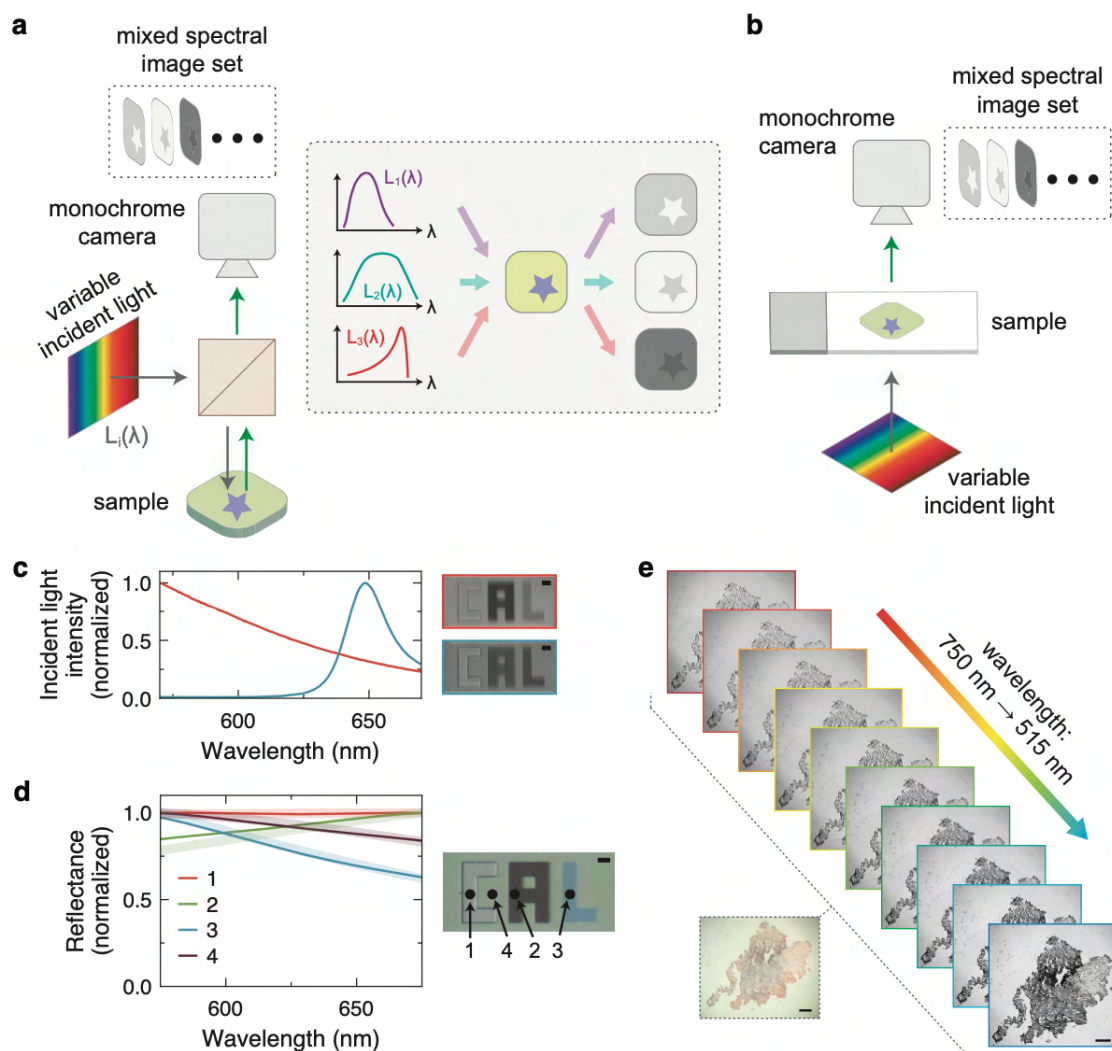 a
mixed spectral
image set
monochrome
camera
variable
incident light
Lᵢ(λ)
sample
L₁(λ)
λ
L₂(λ)
λ
L₃(λ)
λ
b
mixed spectral
image set
monochrome
camera
sample
variable
incident light
c
Incident light
intensity
(normalized)
1.0
0.5
0.0
600
650
Wavelength (nm)
CAL
CAL
d
Reflectance
(normalized)
1.0
0.5
0.0
1
2
3
4
600
650
Wavelength (nm)
CAL
1 4 2 3
e
wavelength:
750 nm → 515 nm